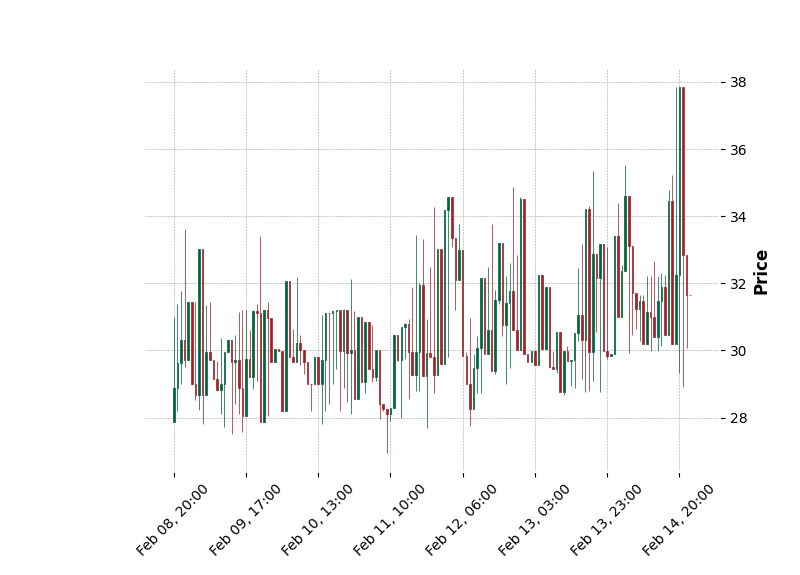 38
36
34
32
30
28
Price
Feb 08, 20:00
Feb 09, 17:00
Feb 10, 13:00
Feb 11, 10:00
Feb 12, 06:00
Feb 13, 03:00
Feb 13, 23:00
Feb 14, 20:00